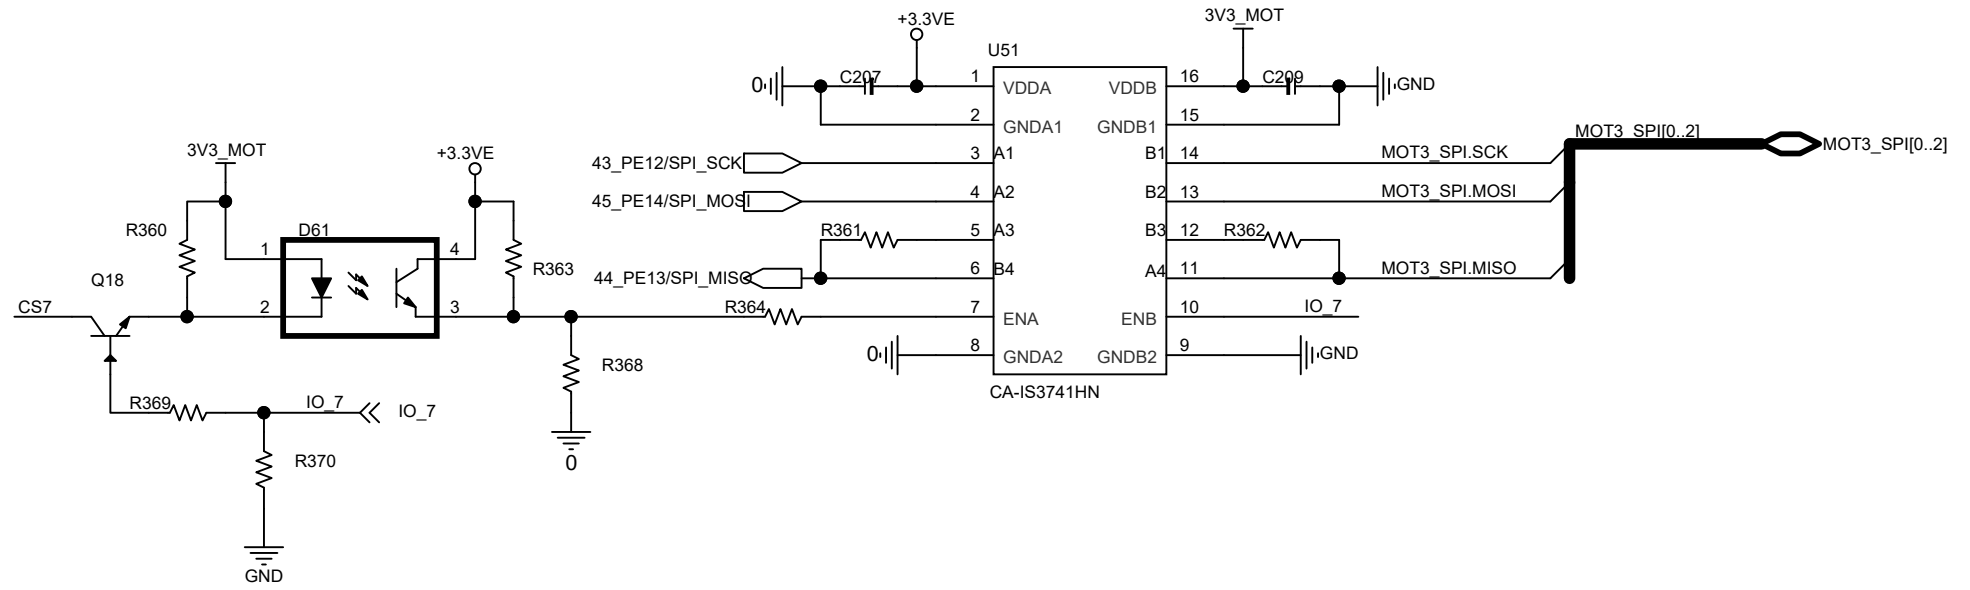 +3.3VE
3V3_MOT
U51
0
C207
1
VDDA
VDDB
16
C209
GND
2
GNDA1
GNDB1
15
MOT3_SPI[0..2]
MOT3_SPI[0..2]
3V3_MOT
+3.3VE
43_PE12/SPI_SCK
3
A1
B1
14
MOT3_SPI.SCK
45_PE14/SPI_MOSI
4
A2
B2
13
MOT3_SPI.MOSI
R360
D61
1
4
R361
5
A3
B3
12
R362
R363
44_PE13/SPI_MISO
6
B4
A4
11
MOT3_SPI.MISO
Q18
CS7
2
3
R364
7
ENA
ENB
10
IO_7
0
8
GNDA2
GNDB2
9
GND
R368
CA-IS3741HN
R369
IO_7
IO_7
0
R370
GND